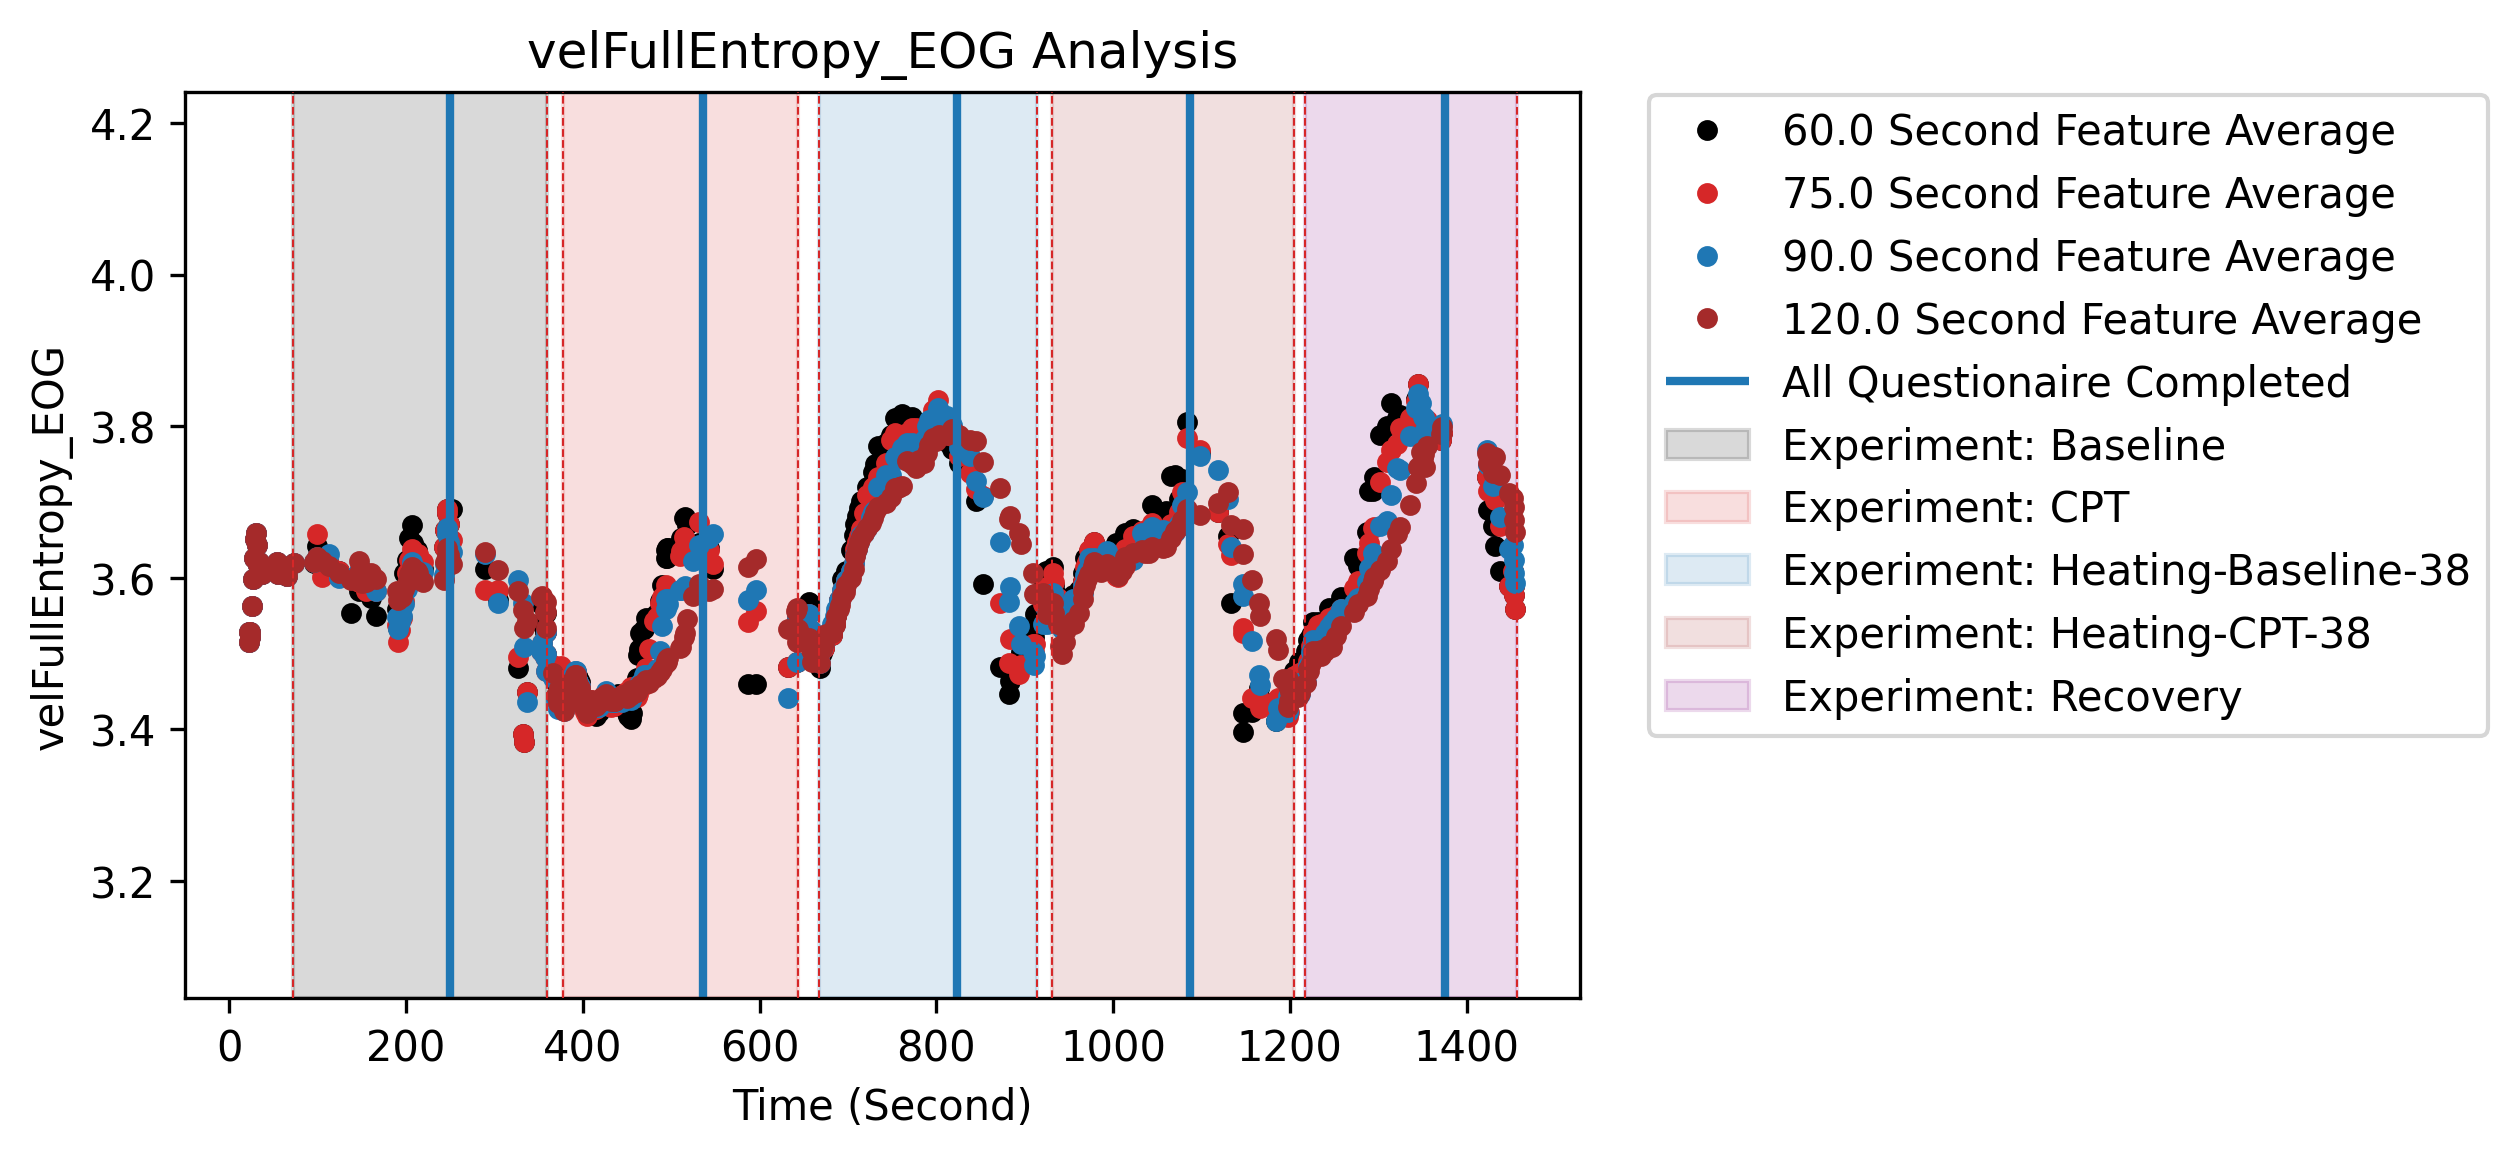 velFullEntropy_EOG Analysis
4.2
4.0
3.8
3.6
3.4
3.2
velFullEntropy_EOG
0 200 400 600 800 1000 1200 1400
Time (Second)
60.0 Second Feature Average
75.0 Second Feature Average
90.0 Second Feature Average
120.0 Second Feature Average
All Questionaire Completed
Experiment: Baseline
Experiment: CPT
Experiment: Heating-Baseline-38
Experiment: Heating-CPT-38
Experiment: Recovery